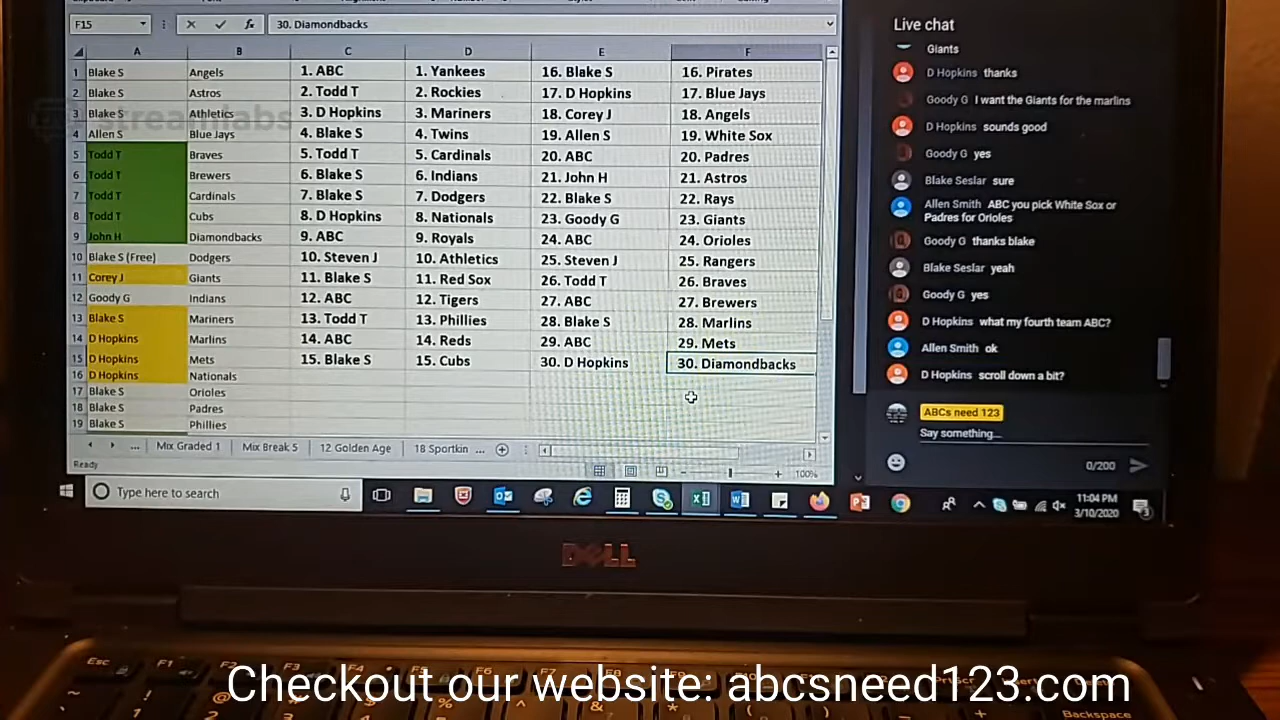 F15
fx
30. Diamondbacks
A B C D E F
1 Blake S Angels 1. ABC 1. Yankees 16. Blake S 16. Pirates
2 Blake S Astros 2. Todd T 2. Rockies 17. D Hopkins 17. Blue Jays
3 Blake S Athletics 3. D Hopkins 3. Mariners 18. Corey J 18. Angels
4 Allen S Blue Jays 4. Blake S 4. Twins 19. Allen S 19. White Sox
5 Todd T Braves 5. Todd T 5. Cardinals 20. ABC 20. Padres
6 Todd T Brewers 6. Blake S 6. Indians 21. John H 21. Astros
7 Todd T Cardinals 7. Blake S 7. Dodgers 22. Blake S 22. Rays
8 Todd T Cubs 8. D Hopkins 8. Nationals 23. Goody G 23. Giants
9 John H Diamondbacks 9. ABC 9. Royals 24. ABC 24. Orioles
10 Blake S (Free) Dodgers 10. Steven J 10. Athletics 25. Steven J 25. Rangers
11 Corey J Giants 11. Blake S 11. Red Sox 26. Todd T 26. Braves
12 Goody G Indians 12. ABC 12. Tigers 27. ABC 27. Brewers
13 Blake S Mariners 13. Todd T 13. Phillies 28. Blake S 28. Marlins
14 D Hopkins Marlins 14. ABC 14. Reds 29. ABC 29. Mets
15 D Hopkins Mets 15. Blake S 15. Cubs 30. D Hopkins 30. Diamondbacks
16 D Hopkins Nationals
17 Blake S Orioles
18 Blake S Padres
19 Blake S Phillies
streamlabs
... Mix Graded 1 Mix Break 5 12 Golden Age 18 Sportkin ...
Ready
100%
Live chat
Giants
D Hopkins thanks
Goody G I want the Giants for the marlins
D Hopkins sounds good
Goody G yes
Blake Seslar sure
Allen Smith ABC you pick White Sox or
Padres for Orioles
Goody G thanks blake
Blake Seslar yeah
Goody G yes
D Hopkins what my fourth team ABC?
Allen Smith ok
D Hopkins scroll down a bit?
ABCs need 123
Say something...
0/200
Type here to search
11:04 PM
3/10/2020
DELL
Esc F1 F2 F3 F4 F5 F6 F7 F8
Backspace
Checkout our website: abcsneed123.com